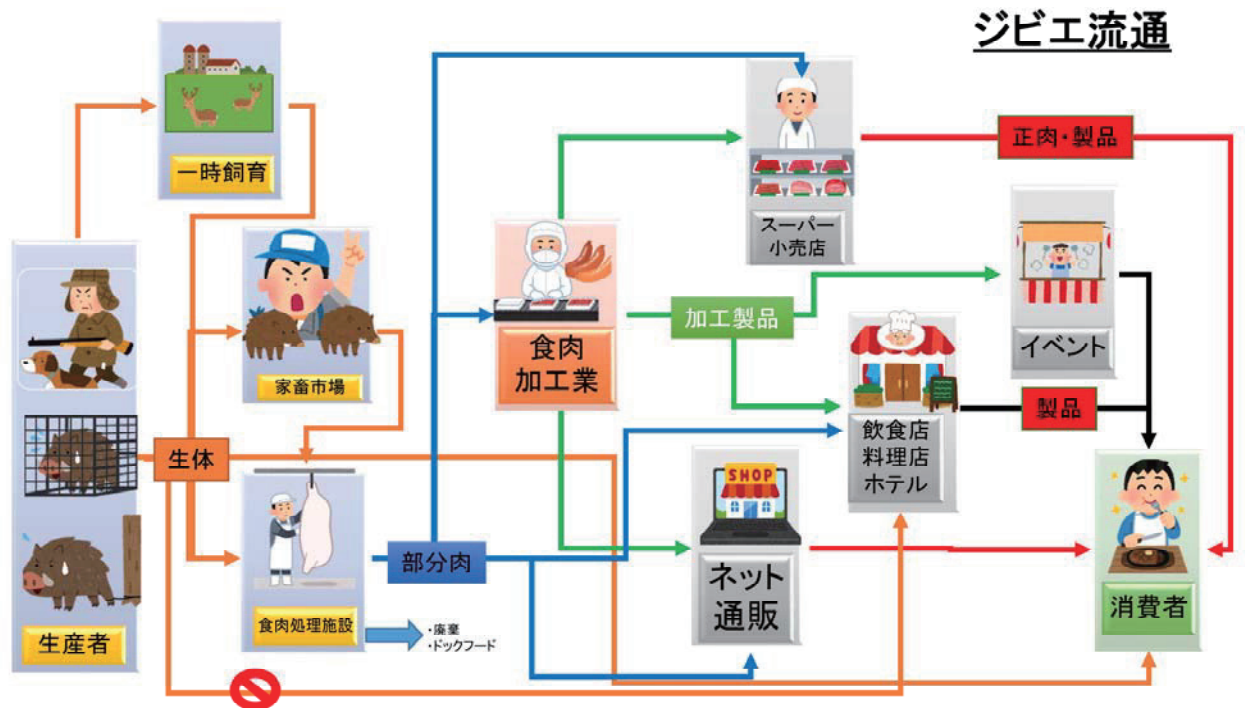 ジビエ流通
一時飼育
家畜市場
生産者
生体
食肉処理施設
・廃棄
・ドックフード
部分肉
食肉
加工業
加工製品
スーパー
小売店
正肉・製品
イベント
飲食店
料理店
ホテル
製品
SHOP
ネット
通販
消費者